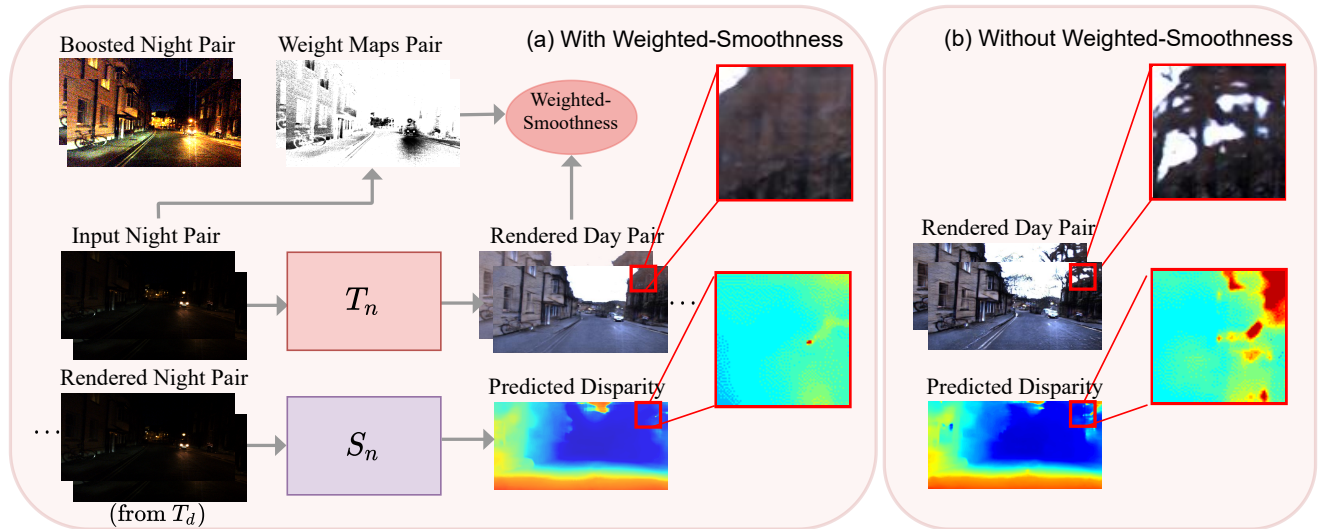 (a) With Weighted-Smoothness
Boosted Night Pair
Weight Maps Pair
Weighted-
Smoothness
Input Night Pair
T_n
Rendered Day Pair
...
Rendered Night Pair
...
S_n
Predicted Disparity
(from T_d)
(b) Without Weighted-Smoothness
Rendered Day Pair
Predicted Disparity